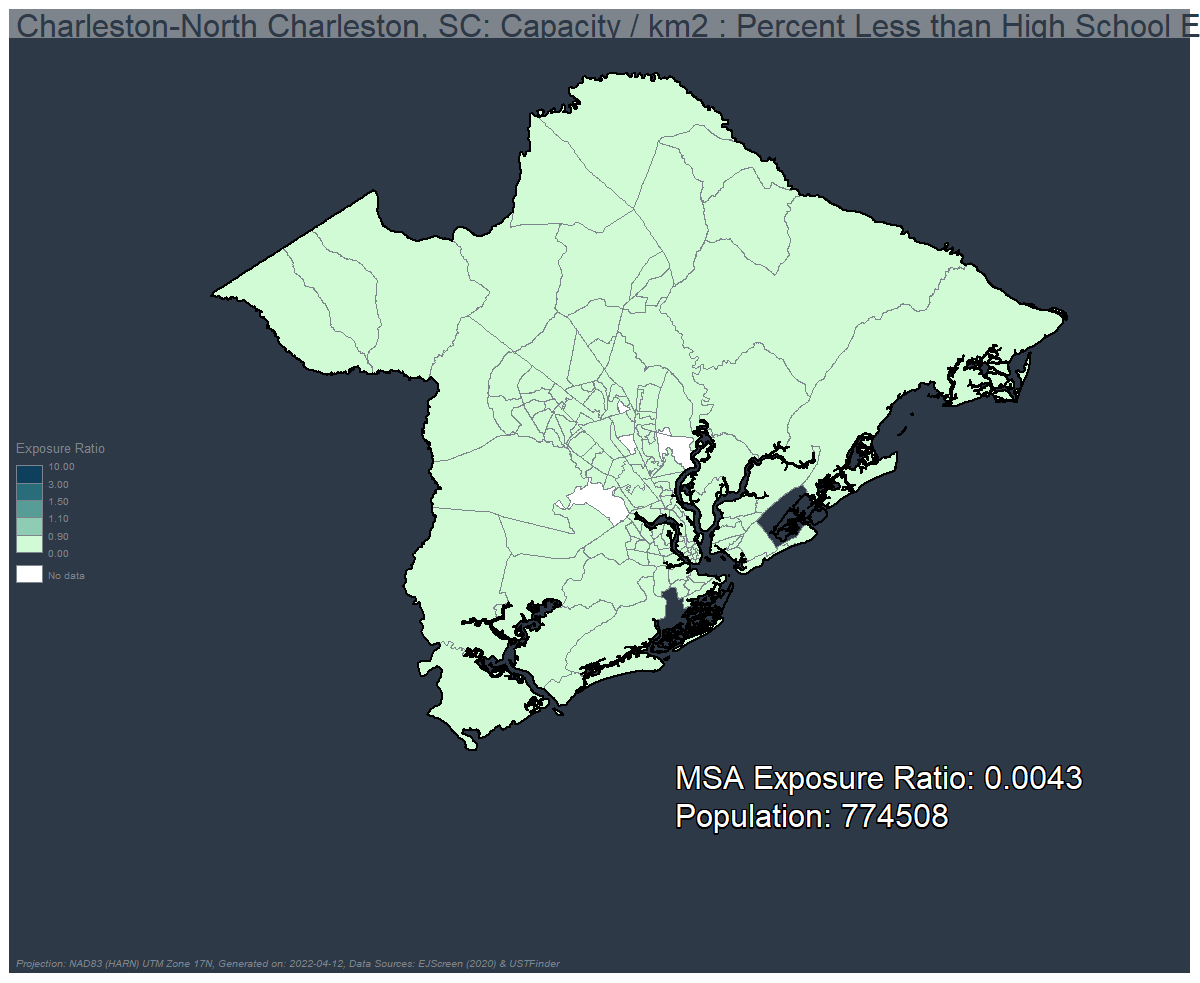 Charleston-North Charleston, SC: Capacity / km2 : Percent Less than High School E
Exposure Ratio
10.00
3.00
1.50
1.10
0.90
0.00
No data
MSA Exposure Ratio: 0.0043
Population: 774508
Projection: NAD83 (HARN) UTM Zone 17N, Generated on: 2022-04-12, Data Sources: EJScreen (2020) & USTFinder